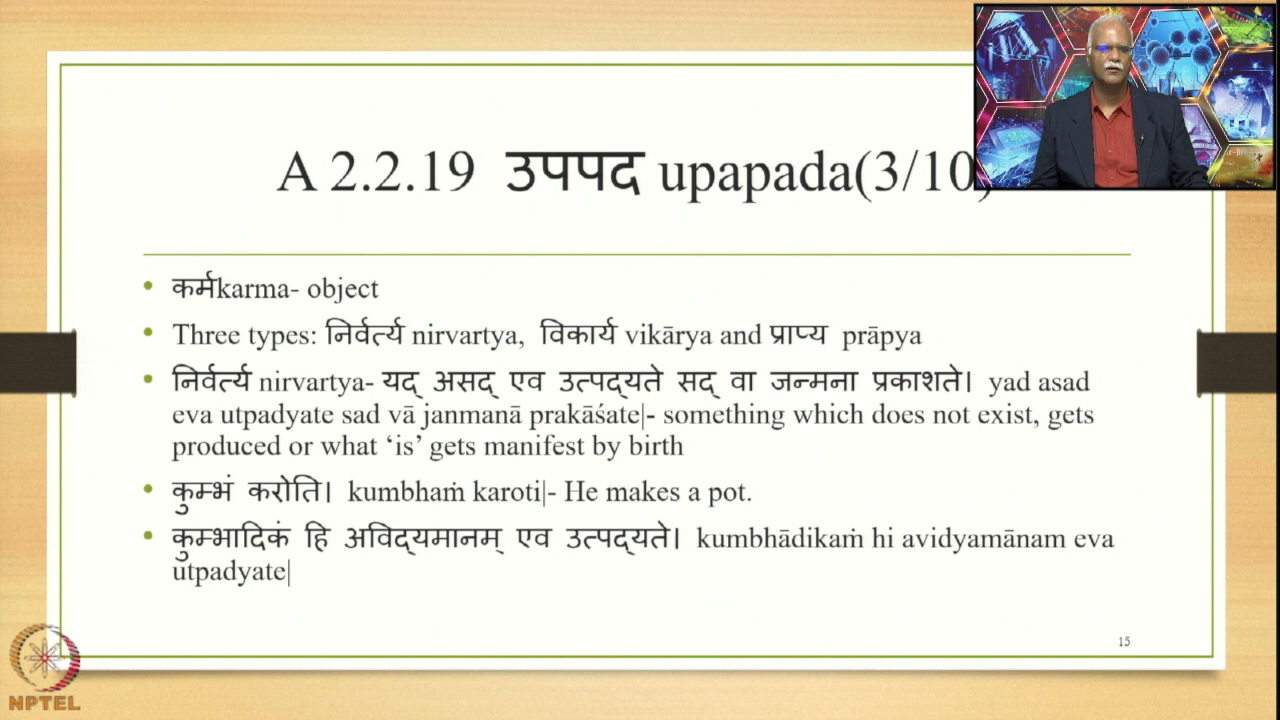 A 2.2.19 उपपद upapada(3/10)
कर्मkarma- object
Three types: निर्वर्त्य nirvartya, विकार्य vikārya and प्राप्य prāpya
निर्वर्त्य nirvartya- यद् असद् एव उत्पद्यते सद् वा जन्मना प्रकाशते। yad asad
eva utpadyate sad vā janmanā prakāśate|- something which does not exist, gets
produced or what ‘is’ gets manifest by birth
कुम्भं करोति। kumbhaṁ karoti|- He makes a pot.
कुम्भादिकं हि अविद्यमानम् एव उत्पद्यते। kumbhādikaṁ hi avidyamānam eva
utpadyate|
15
NPTEL